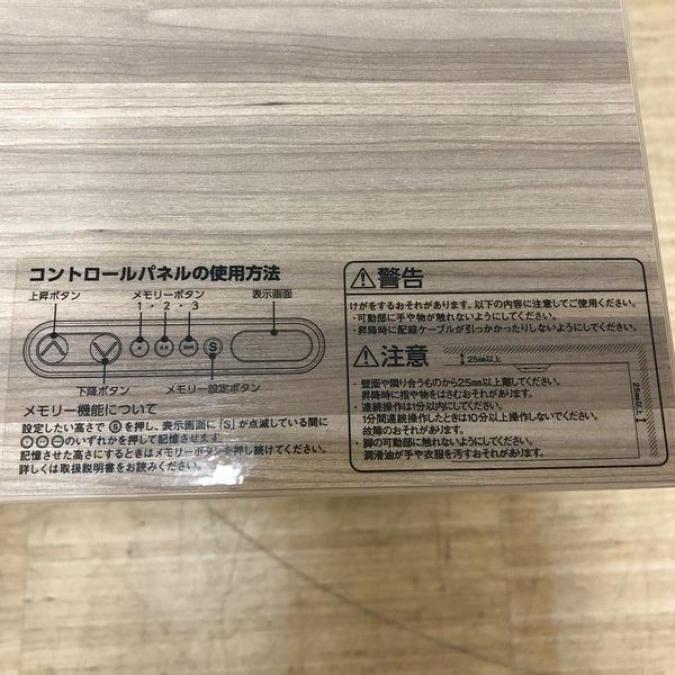 コントロールパネルの使用方法
上昇ボタン
メモリーボタン
1・2・3
表示画面
S
下降ボタン
メモリー設定ボタン
メモリー機能について
設定したい高さでⓈを押し、表示画面に「S」が点滅している間に
のいずれかを押して記憶させます。
記憶させた高さにするときはメモリーボタンを押し続けてください。
詳しくは取扱説明書をお読みください。
警告
けがをするおそれがあります。以下の内容に注意してご使用ください。
・可動部に手や物が触れないようにしてください。
・昇降時に配線ケーブルが引っかかったりしないようにしてください。
注意
25mm以上
25mm以上
・壁面や隣り合うものから25mm以上離してください。
昇降時に指や物をはさむおそれがあります。
・連続操作は1分以内にしてください。
1分間連続操作したときは10分以上操作しないでください。
故障のおそれがあります。
・脚の可動部に触れないようにしてください。
潤滑油が手や衣服を汚すおそれがあります。